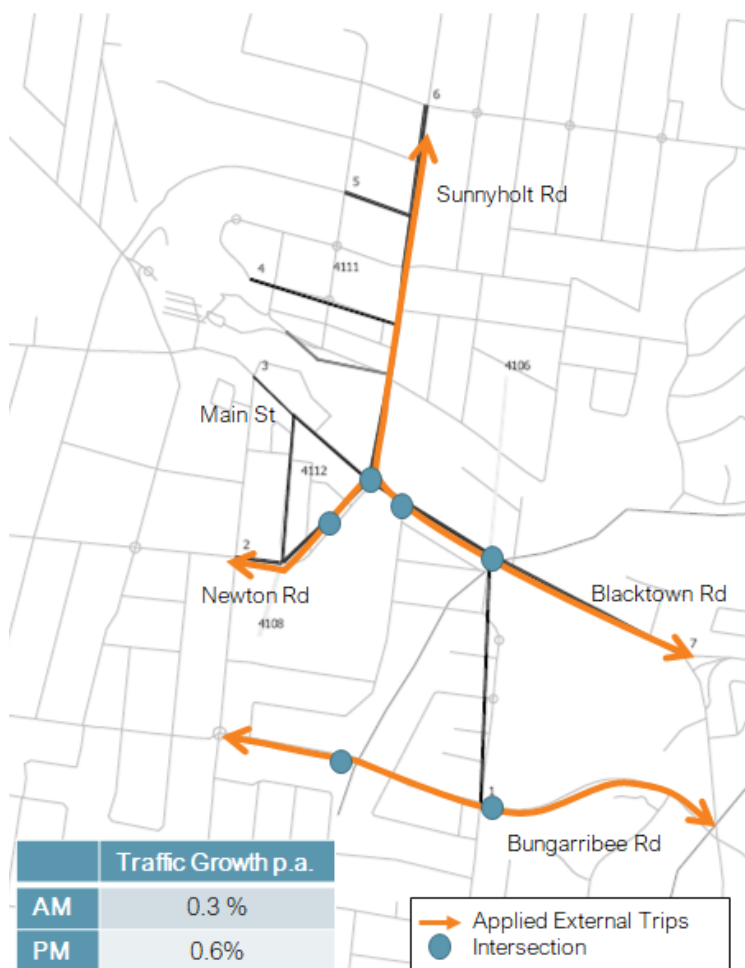 6
Sunnyholt Rd
5
4111
4
4106
3
Main St
4112
2
Newton Rd
Blacktown Rd
4108
7
1
Bungarribee Rd
Traffic Growth p.a.
AM 0.3 %
PM 0.6%
Applied External Trips
Intersection